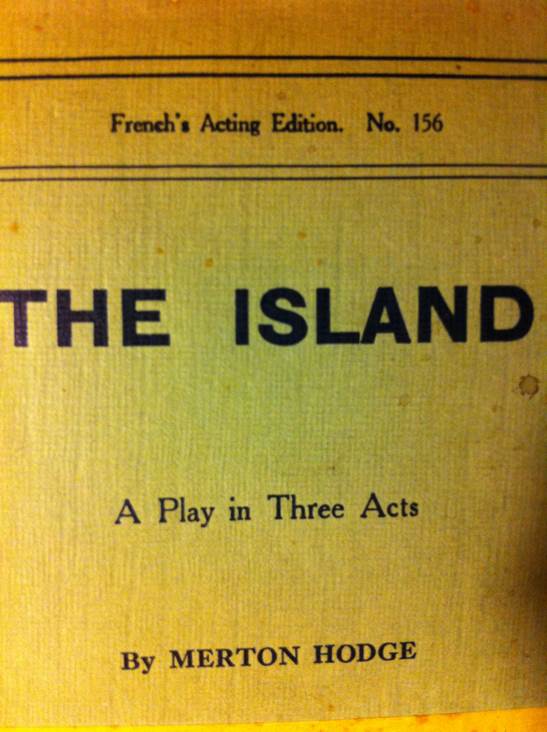 French's Acting Edition. No. 156
THE ISLAND
A Play in Three Acts
By MERTON HODGE